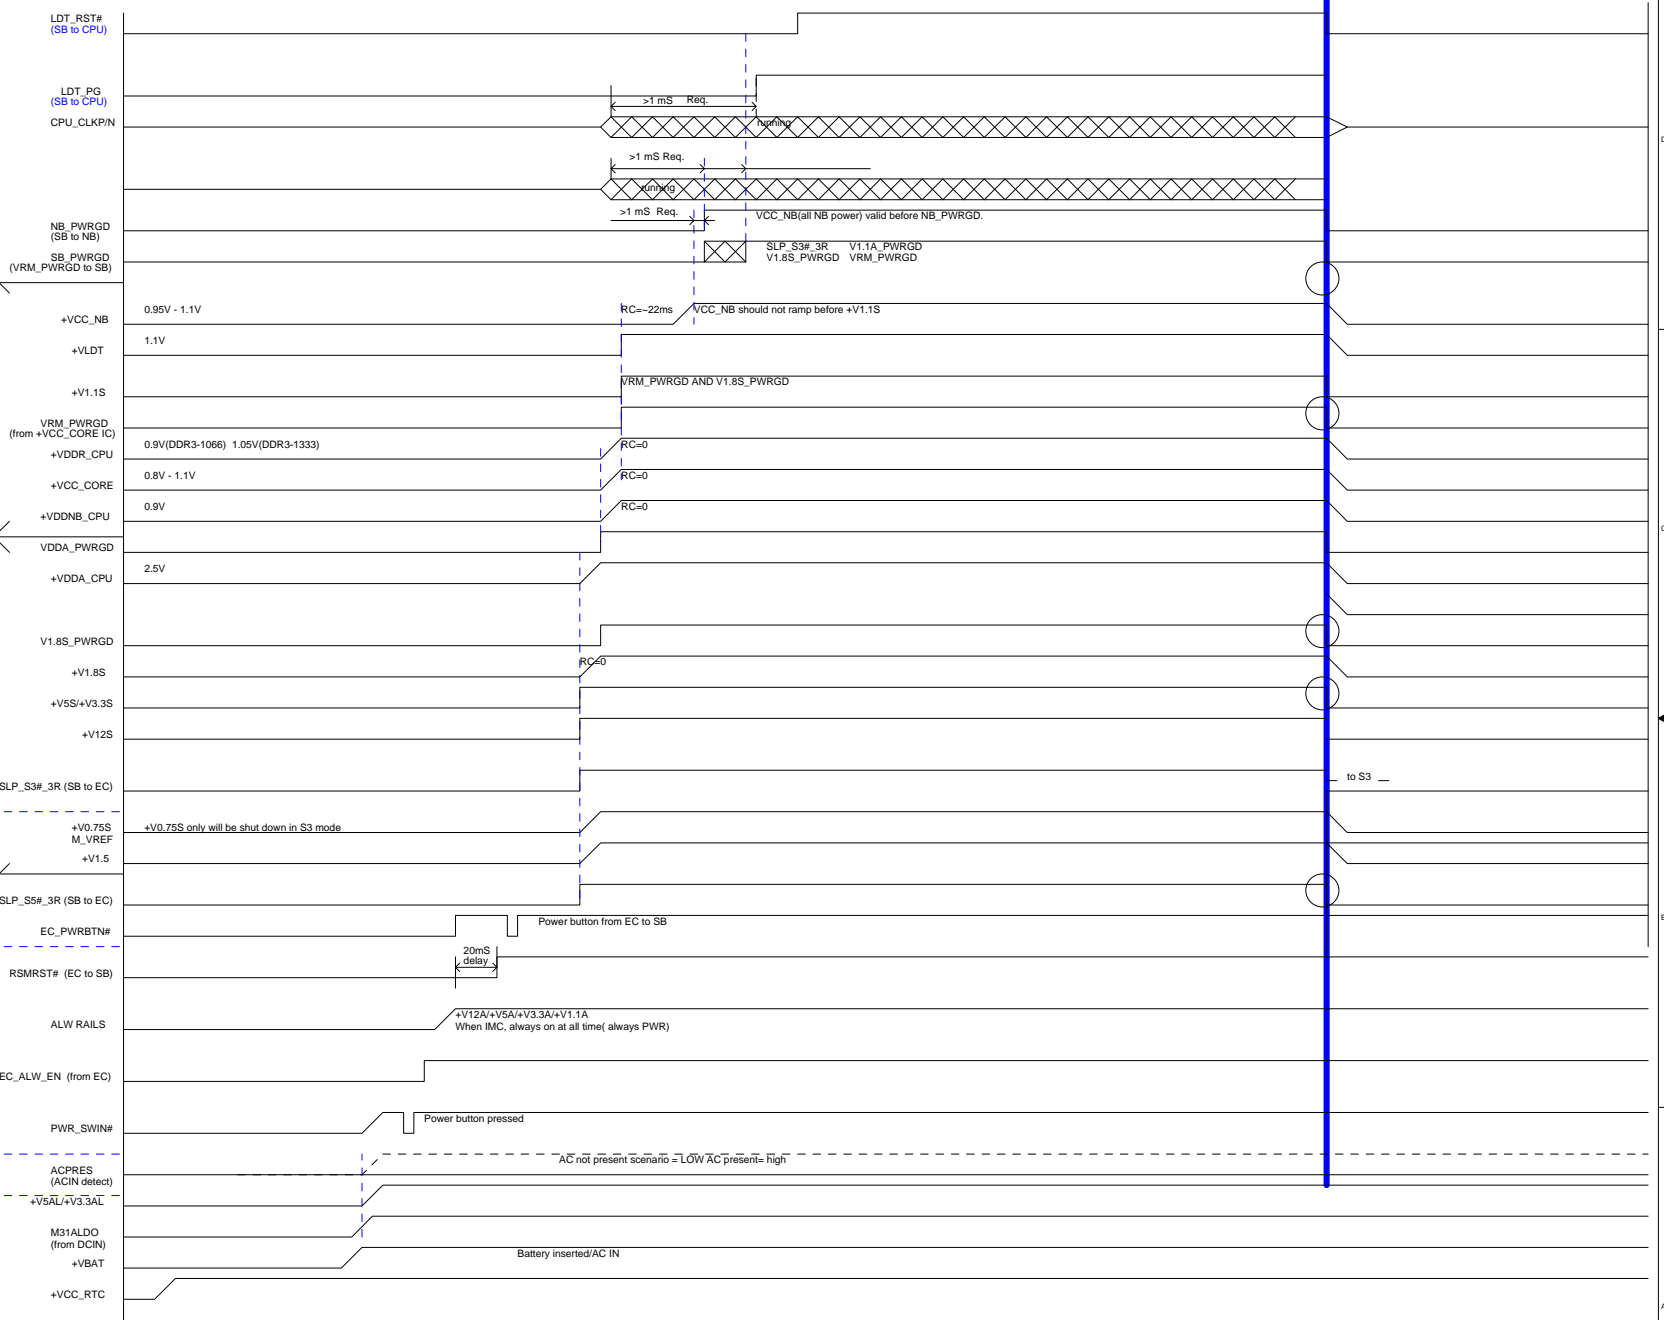 LDT_RST#
(SB to CPU)
LDT_PG
(SB to CPU)
>1 mS Req.
CPU_CLKP/N
running
>1 mS Req.
running
>1 mS Req.
VCC_NB(all NB power) valid before NB_PWRGD.
NB_PWRGD
(SB to NB)
SB_PWRGD
(VRM_PWRGD to SB)
SLP_S3#_3R V1.1A_PWRGD
V1.8S_PWRGD VRM_PWRGD
+VCC_NB
0.95V - 1.1V
RC=~22ms
VCC_NB should not ramp before +V1.1S
+VLDT
1.1V
+V1.1S
VRM_PWRGD AND V1.8S_PWRGD
VRM_PWRGD
(from +VCC_CORE IC)
+VDDR_CPU
0.9V(DDR3-1066) 1.05V(DDR3-1333)
RC=0
+VCC_CORE
0.8V - 1.1V
RC=0
+VDDNB_CPU
0.9V
RC=0
VDDA_PWRGD
+VDDA_CPU
2.5V
V1.8S_PWRGD
+V1.8S
RC=0
+V5S/+V3.3S
+V12S
SLP_S3#_3R (SB to EC)
to S3
+V0.75S
M_VREF
+V0.75S only will be shut down in S3 mode
+V1.5
SLP_S5#_3R (SB to EC)
EC_PWRBTN#
Power button from EC to SB
RSMRST# (EC to SB)
20mS
delay
ALW RAILS
+V12A/+V5A/+V3.3A/+V1.1A
When IMC, always on at all time( always PWR)
EC_ALW_EN (from EC)
PWR_SWIN#
Power button pressed
ACPRES
(ACIN detect)
AC not present scenario = LOW AC present= high
+V5AL/+V3.3AL
M31ALDO
(from DCIN)
+VBAT
Battery inserted/AC IN
+VCC_RTC